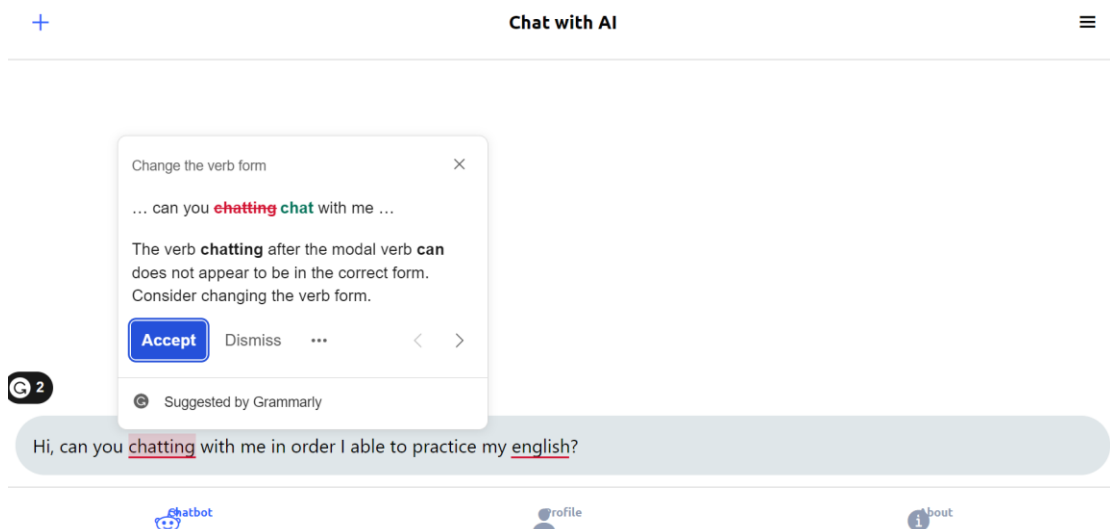 Chat with AI
Change the verb form
… can you chatting chat with me …
The verb chatting after the modal verb can
does not appear to be in the correct form.
Consider changing the verb form.
Accept Dismiss
2
Suggested by Grammarly
Hi, can you chatting with me in order I able to practice my english?
Chatbot Profile About